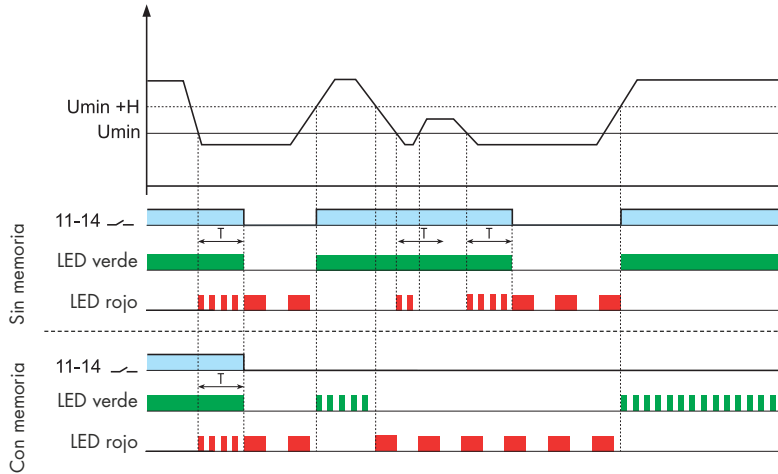 Umin +H
Umin
Sin memoria
11-14
T
T
T
LED verde
LED rojo
Con memoria
11-14
T
LED verde
LED rojo